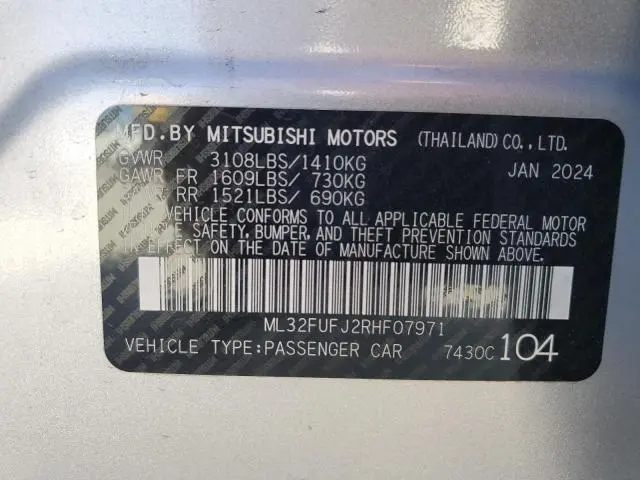 MFD.BY MITSUBISHI MOTORS (THAILAND)CO.,LTD.
GVWR 3108LBS/1410KG JAN 2024
GAWR FR 1609LBS/ 730KG
RR 1521LBS/ 690KG
VEHICLE CONFORMS TO ALL APPLICABLE FEDERAL MOTOR
SAFETY, BUMPER, AND THEFT PREVENTION STANDARDS
IN EFFECT ON THE DATE OF MANUFACTURE SHOWN ABOVE.
ML32FUFJ2RHF07971
VEHICLE TYPE:PASSENGER CAR 7430C 104